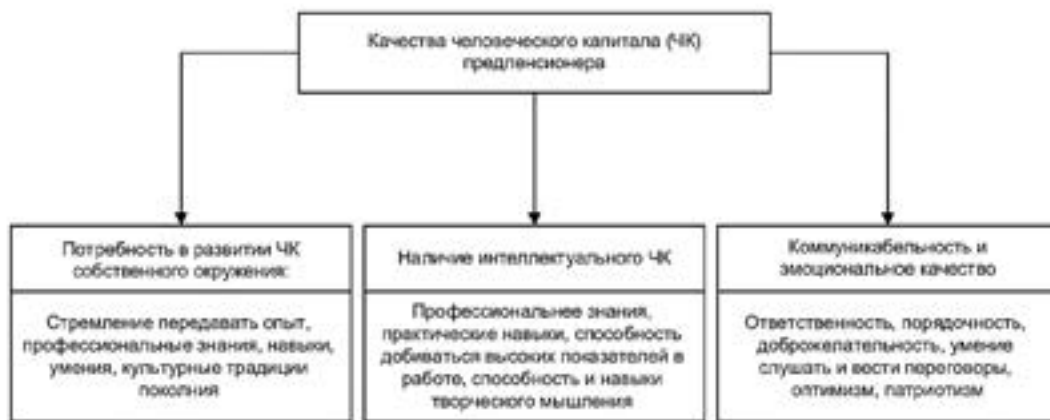 Качества человеческого капитала (ЧК)
предпенсионера
Потребность в развитии ЧК
собственного окружения:
Стремление передавать опыт,
профессиональные знания, навыки,
умения, культурные традиции
поколния
Наличие интеллектуального ЧК
Профессиональнее знания,
практические навыки, способность
добиваться высоких показателей в
работе, способность и навыки
творческого мышления
Коммуникабельность и
эмоциональное качество
Ответственность, порядочность,
доброжелательность, умение
слушать и вести переговоры,
оптимизм, патриотизм